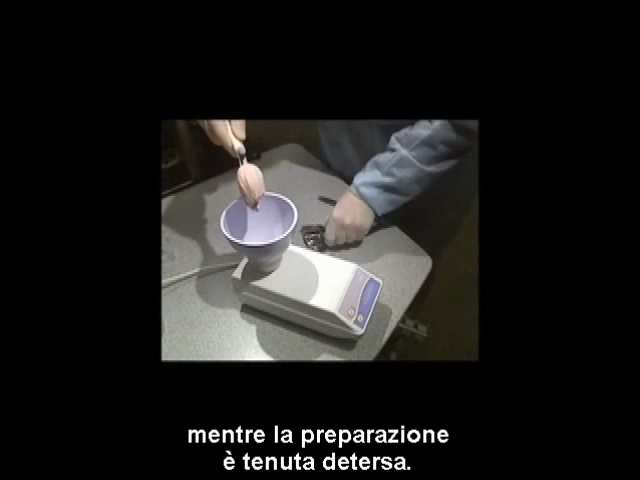 mentre la preparazione
è tenuta detersa.